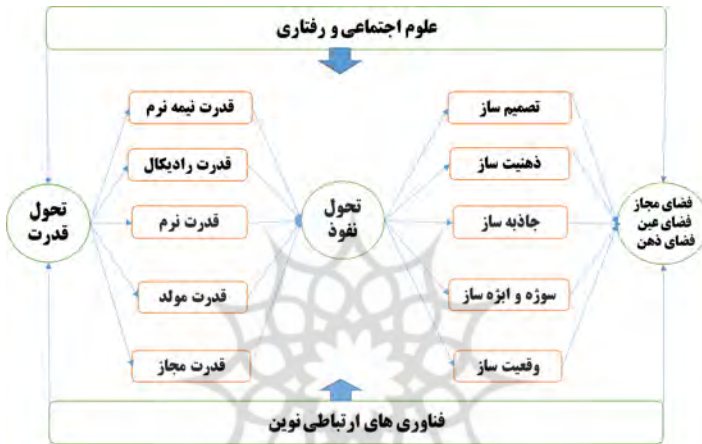 علوم اجتماعی و رفتاری
قدرت نیمه نرم
تصمیم ساز
قدرت رادیکال
ذهنیت ساز
تحول
قدرت
قدرت نرم
تحول
نفوذ
جاذبه ساز
فضای مجاز
فضای عین
فضای ذهن
قدرت مولد
سوژه و ابژه ساز
قدرت مجاز
وقعیت ساز
فناوری های ارتباطی نوین